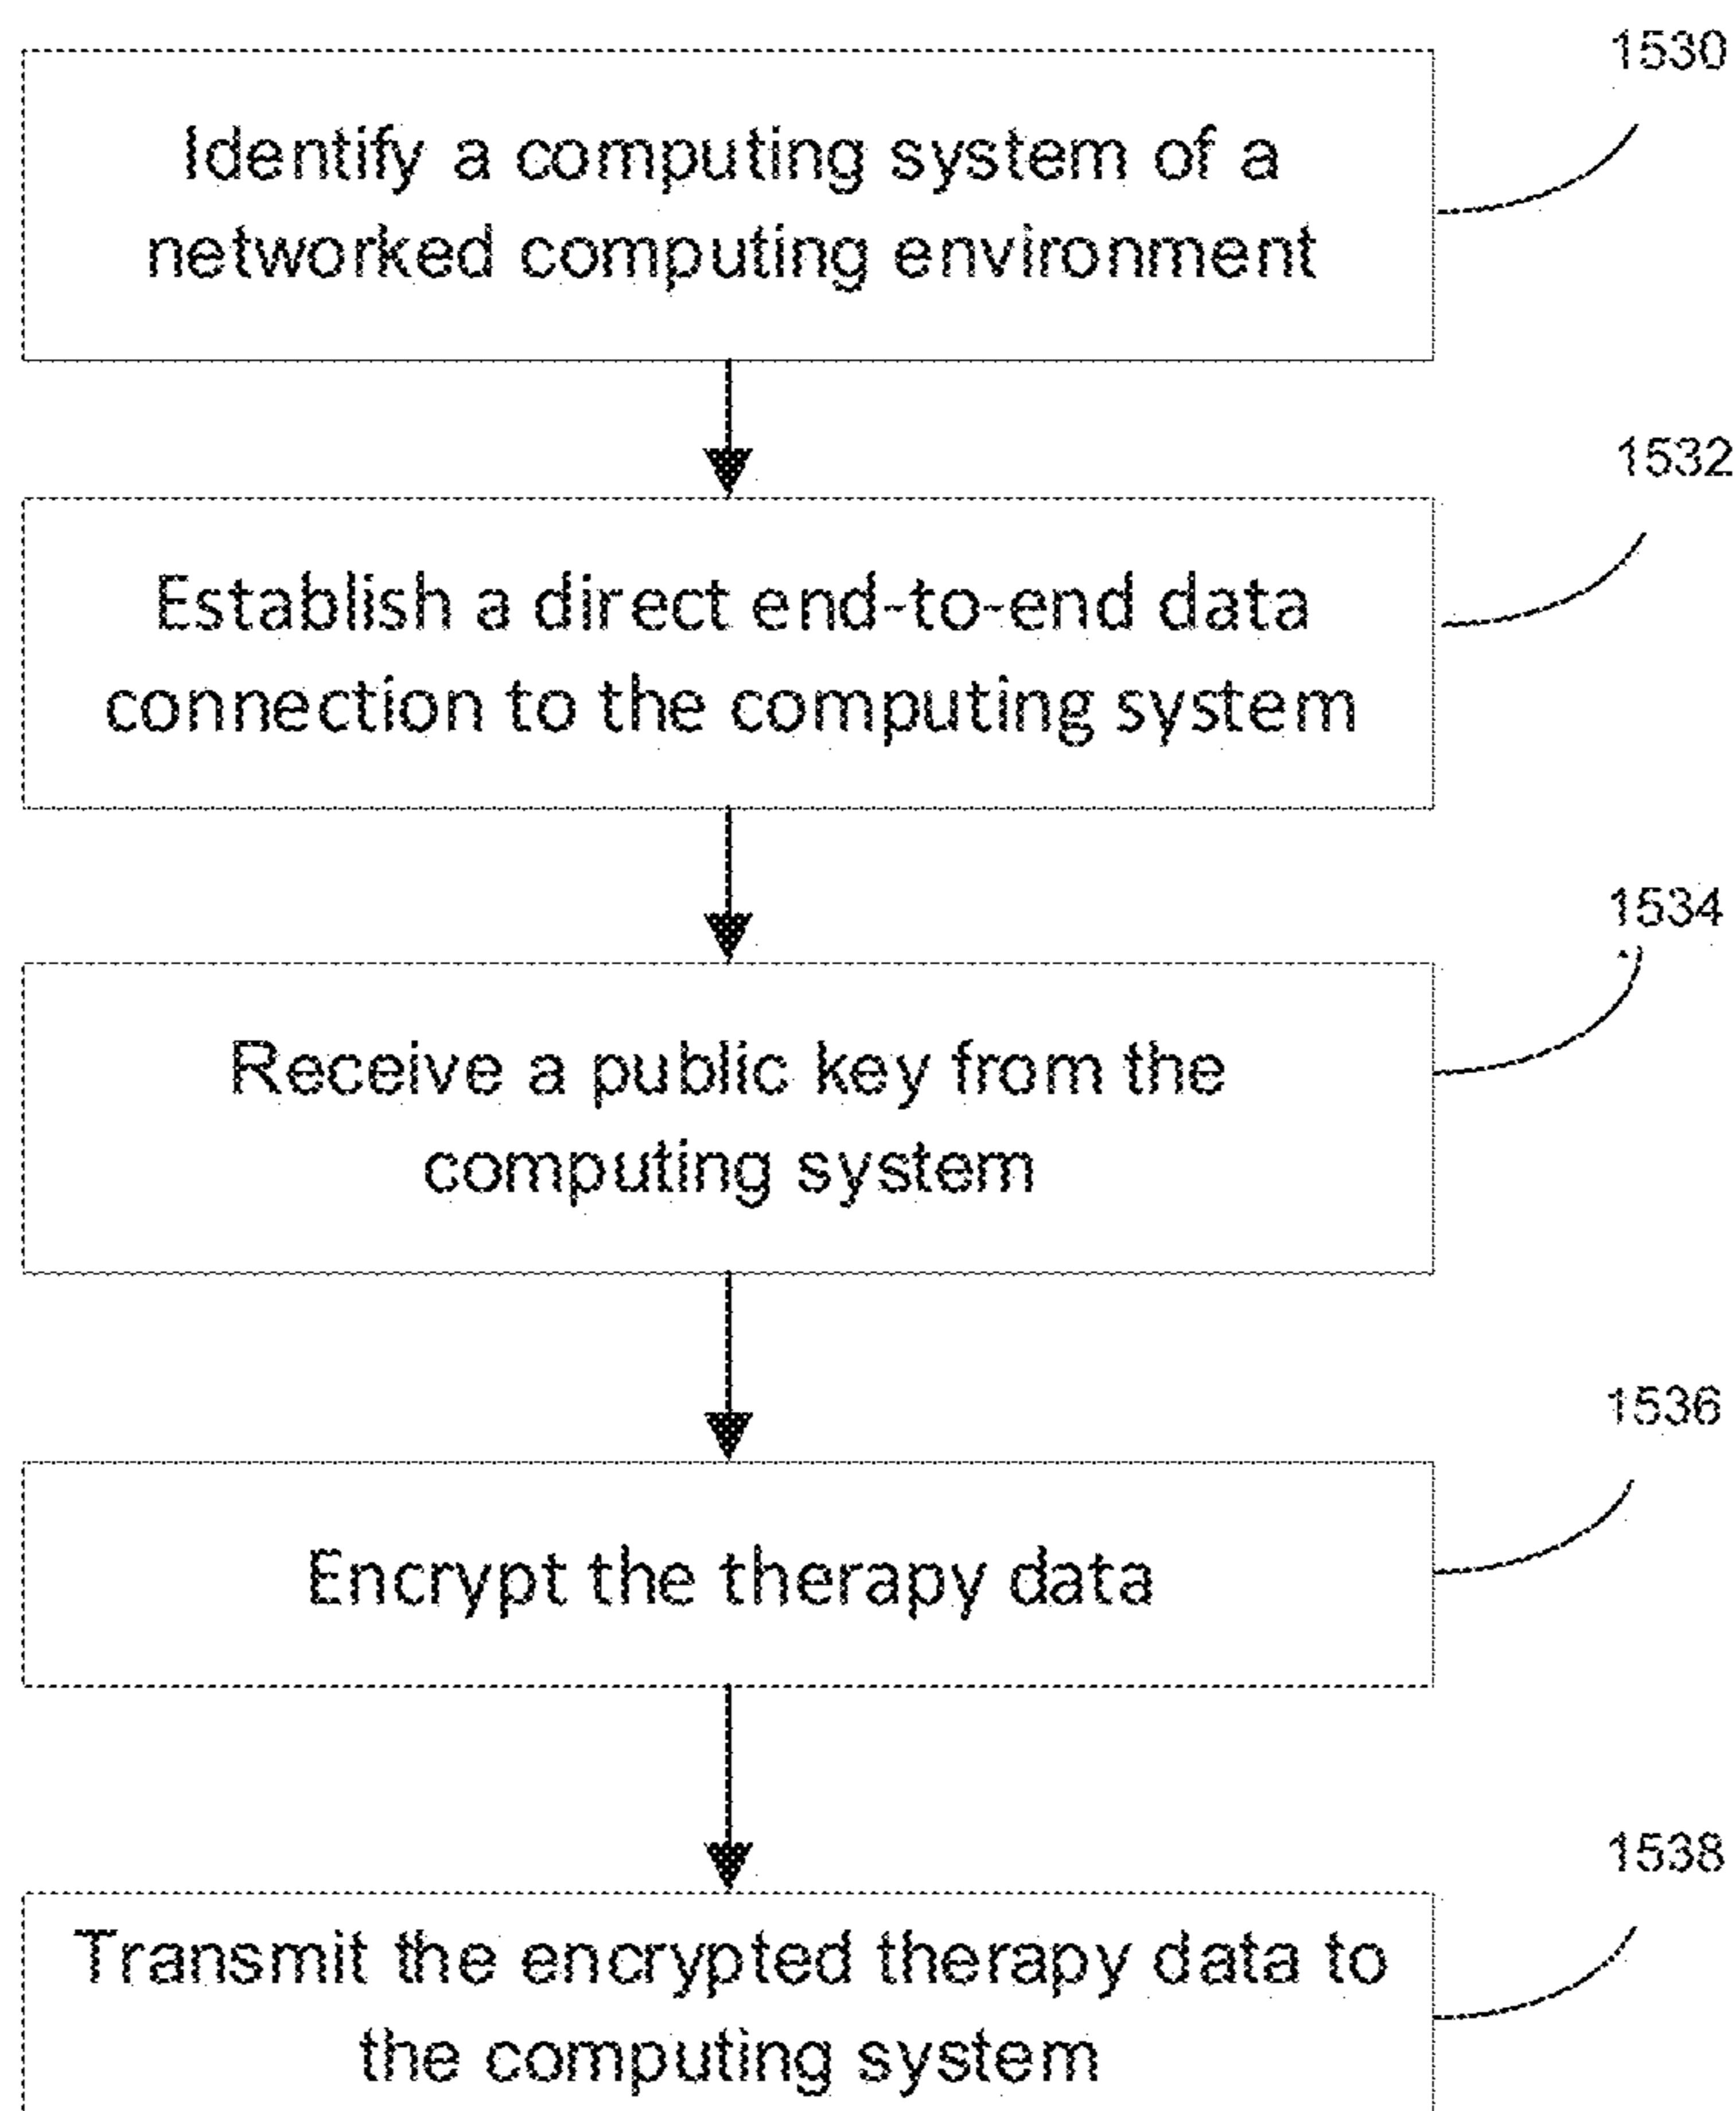 1530
Identify a computing system of a
networked computing environment
1532
Establish a direct end-to-end data
connection to the computing system
1534
Receive a public key from the
computing system
1536
Encrypt the therapy data
1538
Transmit the encrypted therapy data to
the computing system